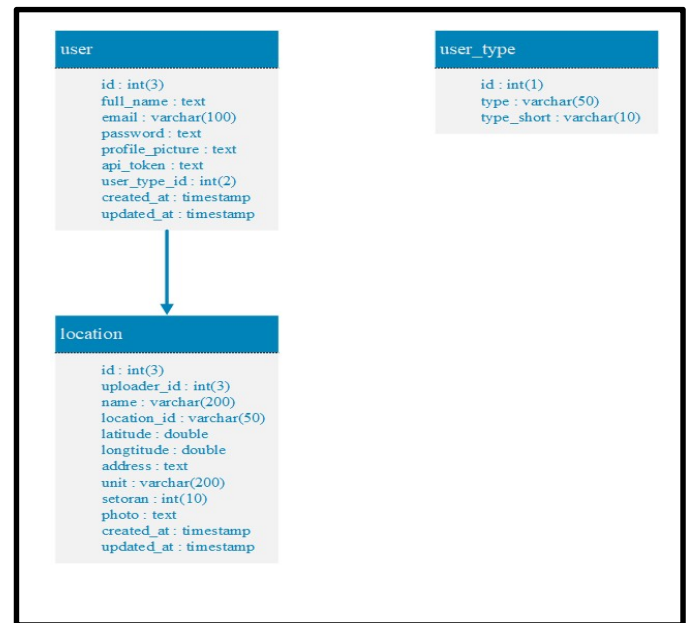 user
id : int(3)
full_name : text
email : varchar(100)
password : text
profile_picture : text
api_token : text
user_type_id : int(2)
created_at : timestamp
updated_at : timestamp
user_type
id : int(1)
type : varchar(50)
type_short : varchar(10)
location
id : int(3)
uploader_id : int(3)
name : varchar(200)
location_id : varchar(50)
latitude : double
longtitude : double
address : text
unit : varchar(200)
setoran : int(10)
photo : text
created_at : timestamp
updated_at : timestamp